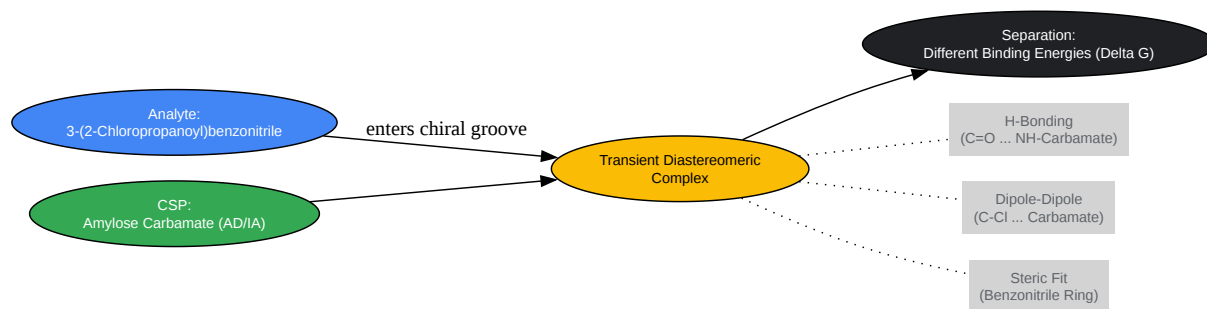 Separation:
Different Binding Energies (Delta G)
Analyte:
3-(2-Chloropropanoyl)benzonitrile
enters chiral groove
H-Bonding
(C=O ... NH-Carbamate)
Transient Diastereomeric
Complex
CSP:
Amylose Carbamate (AD/IA)
Dipole-Dipole
(C-Cl ... Carbamate)
Steric Fit
(Benzonitrile Ring)